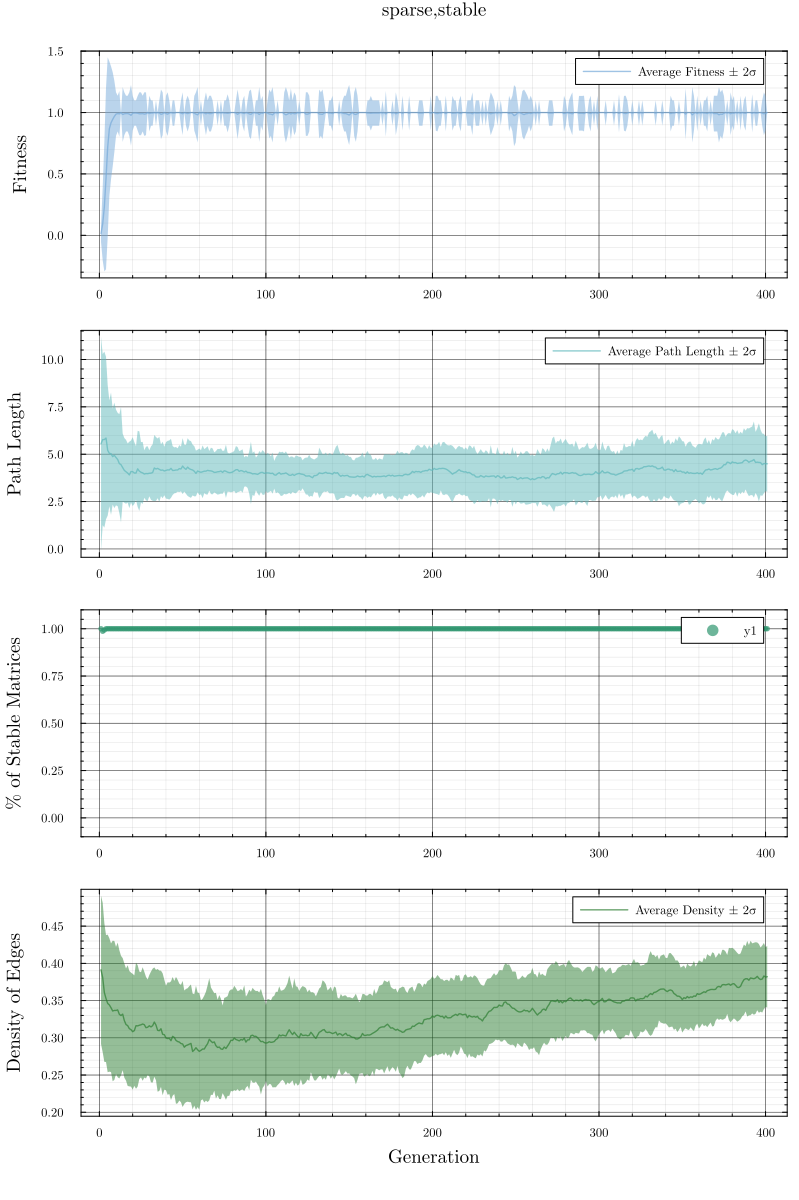 sparse,stable
1.5
Average Fitness ± 2σ
1.0
Fitness
0.5
0.0
0 100 200 300 400
Average Path Length ± 2σ
10.0
7.5
Path Length
5.0
2.5
0.0
0 100 200 300 400
1.00
y1
0.75
% of Stable Matrices
0.50
0.25
0.00
0 100 200 300 400
Average Density ± 2σ
0.45
0.40
Density of Edges
0.35
0.30
0.25
0.20
0 100 200 300 400
Generation